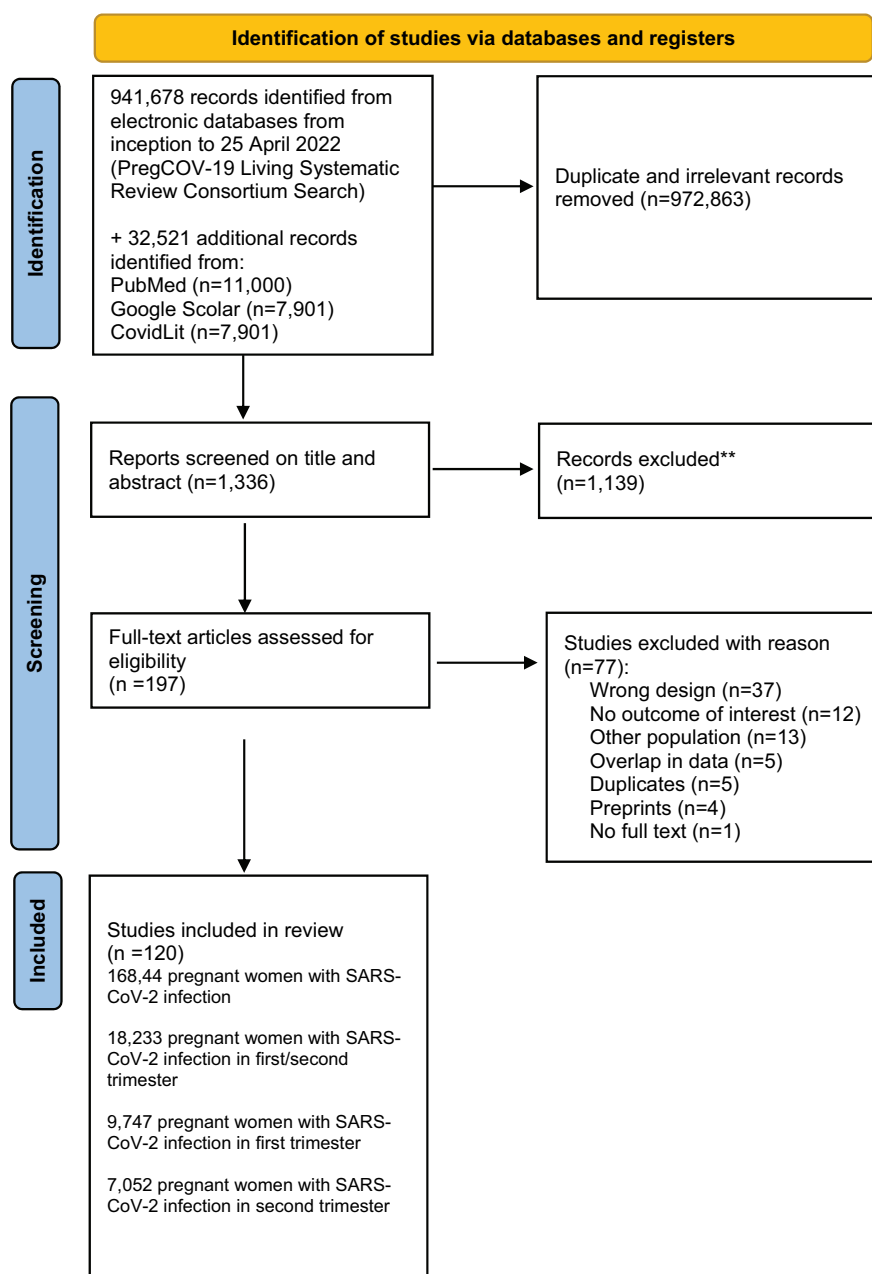 Identification of studies via databases and registers
Identification
941,678 records identified from
electronic databases from
inception to 25 April 2022
(PregCOV-19 Living Systematic
Review Consortium Search)
+ 32,521 additional records
identified from:
PubMed (n=11,000)
Google Scolar (n=7,901)
CovidLit (n=7,901)
Duplicate and irrelevant records
removed (n=972,863)
Screening
Reports screened on title and
abstract (n=1,336)
Records excluded**
(n=1,139)
Full-text articles assessed for
eligibility
(n =197)
Studies excluded with reason
(n=77):
Wrong design (n=37)
No outcome of interest (n=12)
Other population (n=13)
Overlap in data (n=5)
Duplicates (n=5)
Preprints (n=4)
No full text (n=1)
Included
Studies included in review
(n =120)
168,44 pregnant women with SARS-
CoV-2 infection
18,233 pregnant women with SARS-
CoV-2 infection in first/second
trimester
9,747 pregnant women with SARS-
CoV-2 infection in first trimester
7,052 pregnant women with SARS-
CoV-2 infection in second trimester